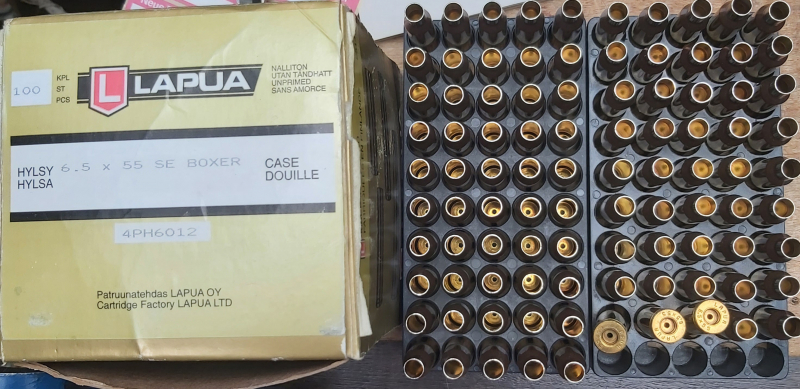 Neue
100
KPL
ST
PCS
L LAPUA
NALLITON
UTAN TÄNDHATT
UNPRIMED
SANS AMORCE
HYLSY
HYLSA
6.5 x 55 SE BOXER
CASE
DOUILLE
4PH6012
Patruunatehdas LAPUA OY
Cartridge Factory LAPUA LTD